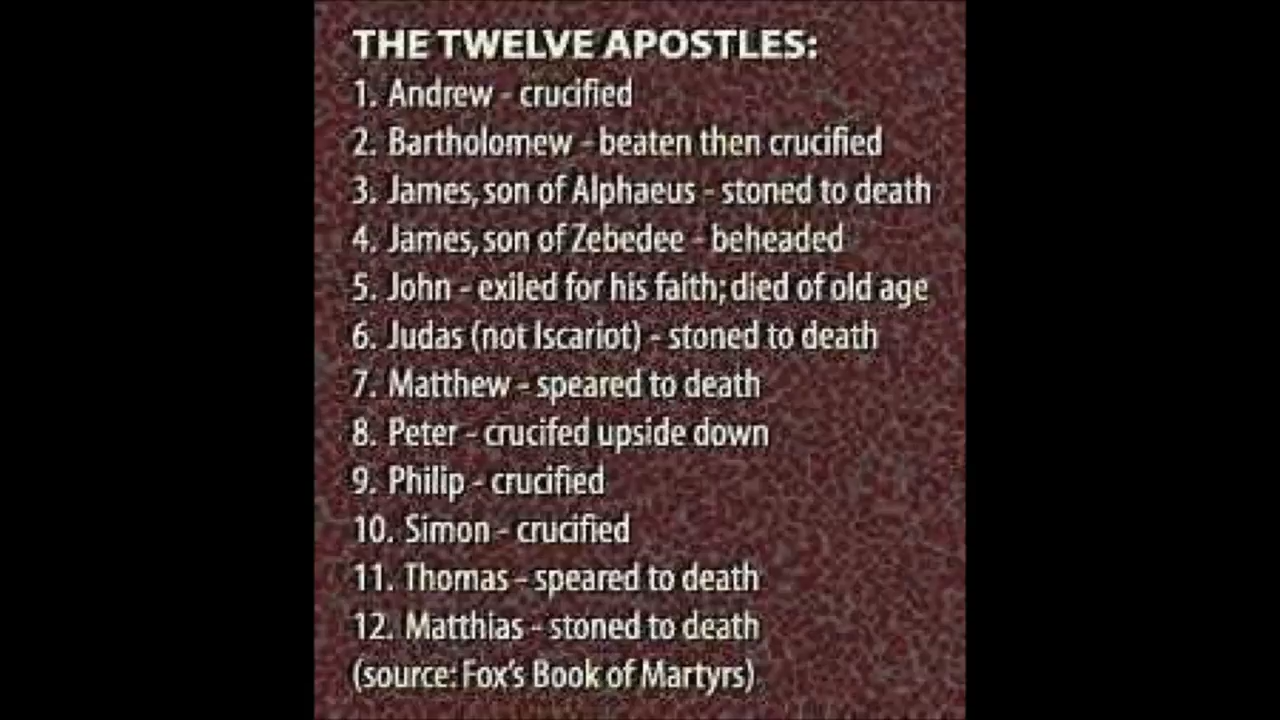 THE TWELVE APOSTLES:
1. Andrew - crucified
2. Bartholomew - beaten then crucified
3. James, son of Alphaeus - stoned to death
4. James, son of Zebedee - beheaded
5. John - exiled for his faith; died of old age
6. Judas (not Iscariot) - stoned to death
7. Matthew - speared to death
8. Peter - crucifed upside down
9. Philip - crucified
10. Simon - crucified
11. Thomas - speared to death
12. Matthias - stoned to death
(source: Fox's Book of Martyrs)